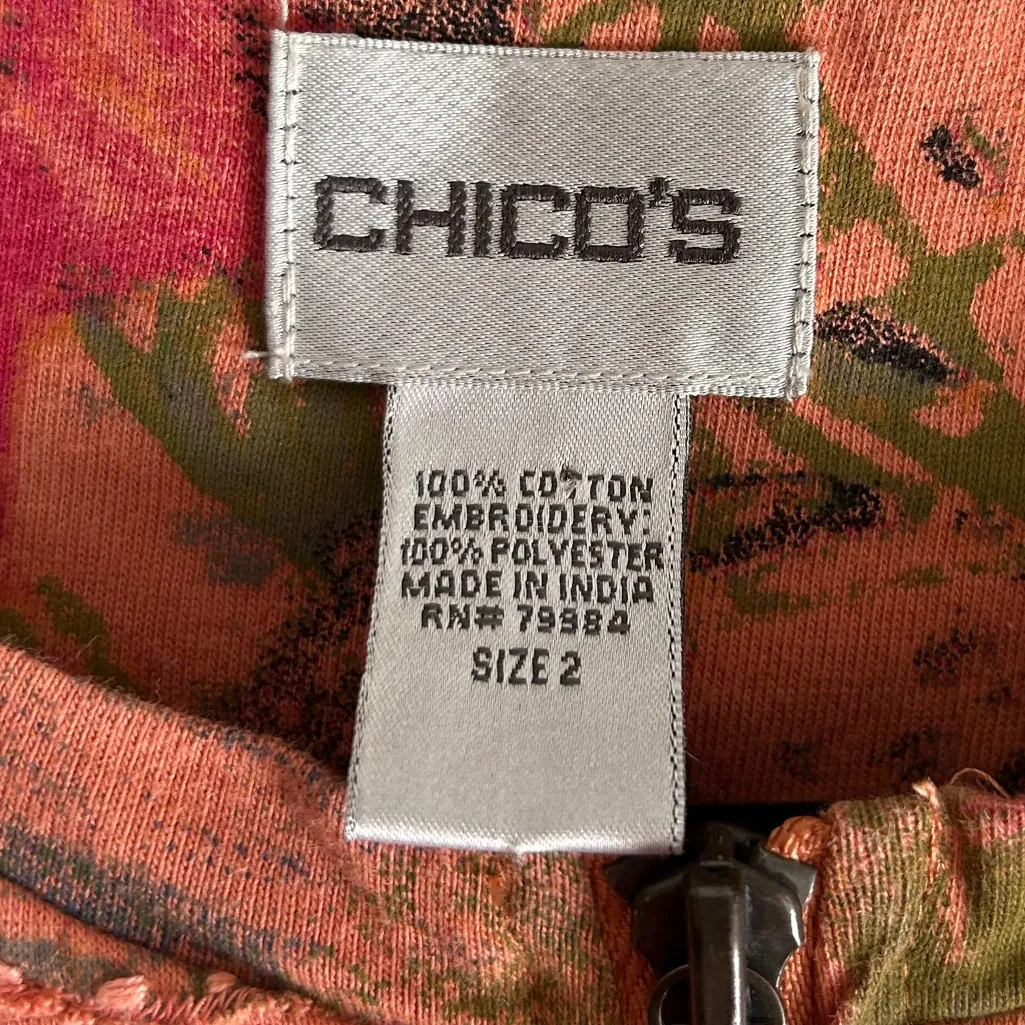 CHICO'S
100% COTTON
EMBROIDERY:
100% POLYESTER
MADE IN INDIA
RN# 79984
SIZE 2